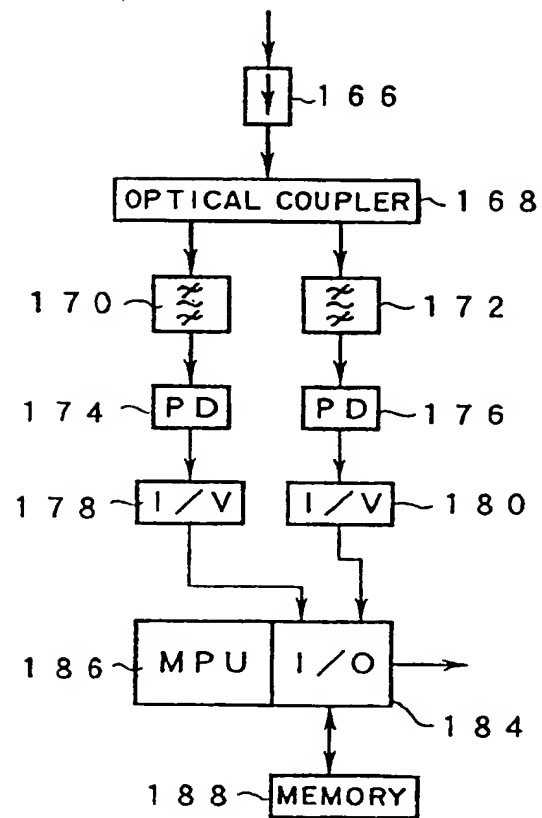 166
OPTICAL COUPLER 168
170 172
174 PD PD 176
178 I/V I/V 180
186 MPU I/O
184
188 MEMORY